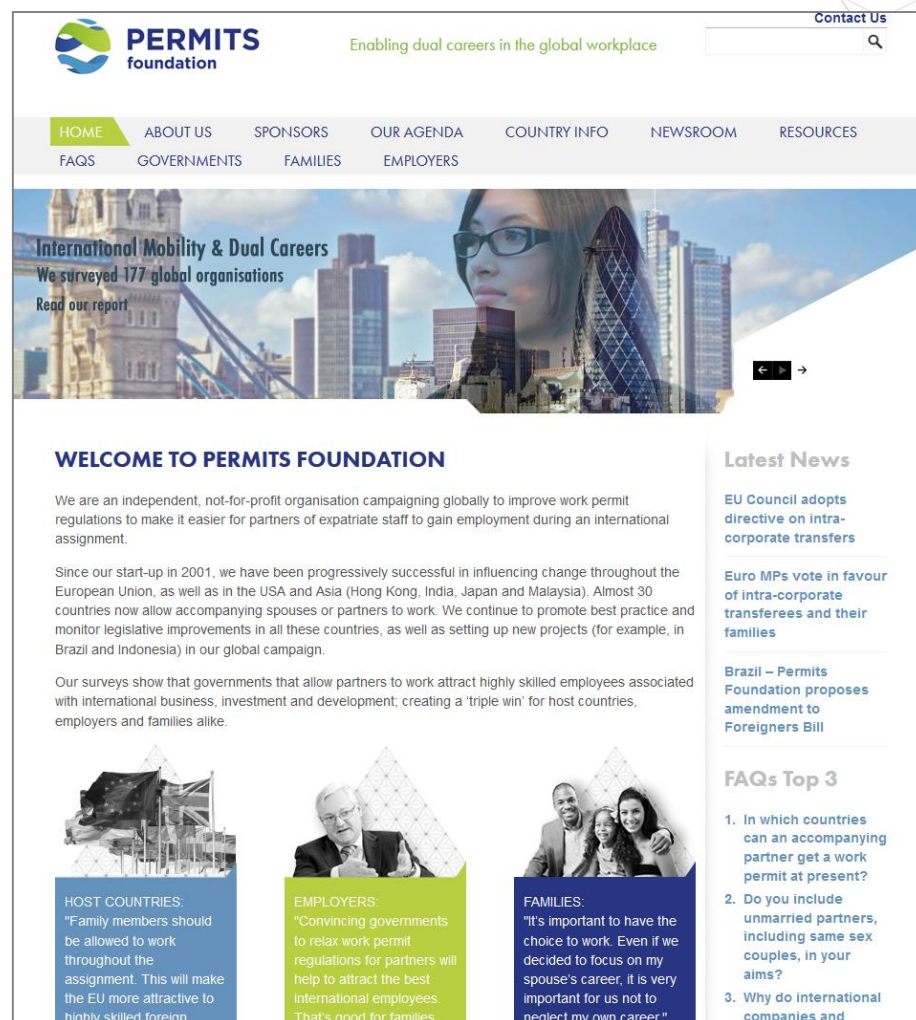 Contact Us
PERMITS
foundation
Enabling dual careers in the global workplace
HOME ABOUT US SPONSORS OUR AGENDA COUNTRY INFO NEWSROOM RESOURCES
FAQS GOVERNMENTS FAMILIES EMPLOYERS
International Mobility & Dual Careers
We surveyed 177 global organisations
Read our report
WELCOME TO PERMITS FOUNDATION
We are an independent, not-for-profit organisation campaigning globally to improve work permit
regulations to make it easier for partners of expatriate staff to gain employment during an international
assignment.
Since our start-up in 2001, we have been progressively successful in influencing change throughout the
European Union, as well as in the USA and Asia (Hong Kong, India, Japan and Malaysia). Almost 30
countries now allow accompanying spouses or partners to work. We continue to promote best practice and
monitor legislative improvements in all these countries, as well as setting up new projects (for example, in
Brazil and Indonesia) in our global campaign.
Our surveys show that governments that allow partners to work attract highly skilled employees associated
with international business, investment and development; creating a ‘triple win’ for host countries,
employers and families alike.
HOST COUNTRIES:
"Family members should
be allowed to work
throughout the
assignment. This will make
the EU more attractive to
highly skilled foreign
EMPLOYERS:
"Convincing governments
to relax work permit
regulations for partners will
help to attract the best
international employees.
That's good for families
FAMILIES:
"It's important to have the
choice to work. Even if we
decided to focus on my
spouse's career, it is very
important for us not to
neglect my own career."
Latest News
EU Council adopts
directive on intra-
corporate transfers
Euro MPs vote in favour
of intra-corporate
transferees and their
families
Brazil – Permits
Foundation proposes
amendment to
Foreigners Bill
FAQs Top 3
1. In which countries
can an accompanying
partner get a work
permit at present?
2. Do you include
unmarried partners,
including same sex
couples, in your
aims?
3. Why do international
companies and